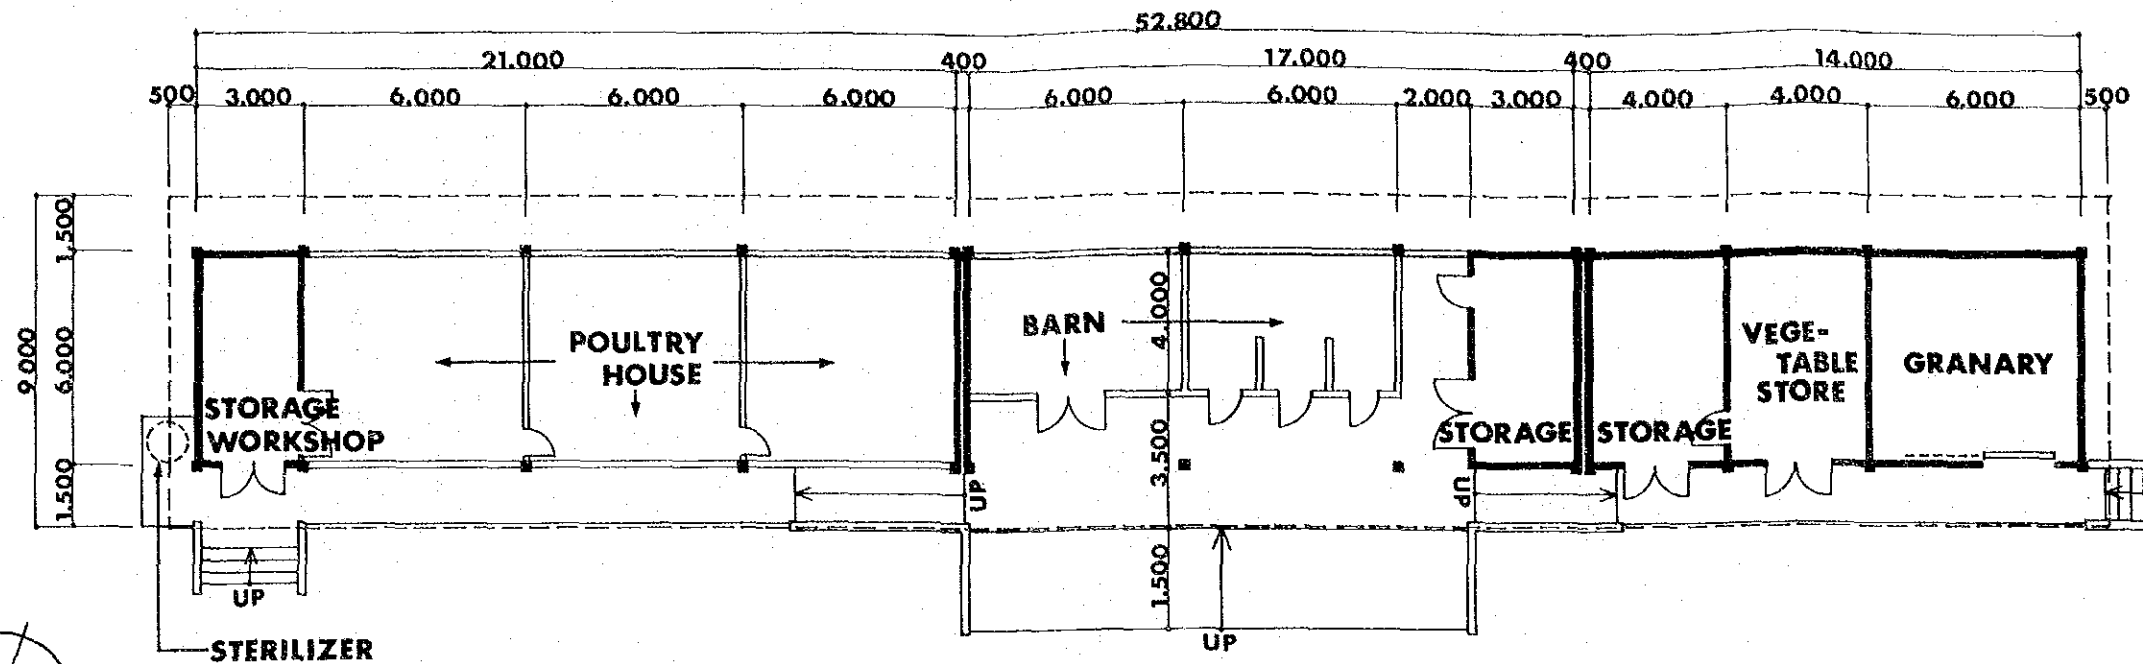 52.800
21.000 400 17.000 400 14.000
500 3.000 6.000 6.000 6.000 6.000 6.000 2.000 3.000 4.000 4.000 6.000 500
1.500
9.000
6.000
1.500
4.000
3.500
1.500
BARN
POULTRY
HOUSE
VEGE-
TABLE
STORE
GRANARY
STORAGE
WORKSHOP
STORAGE
STORAGE
UP
UP
UP
UP
STERILIZER